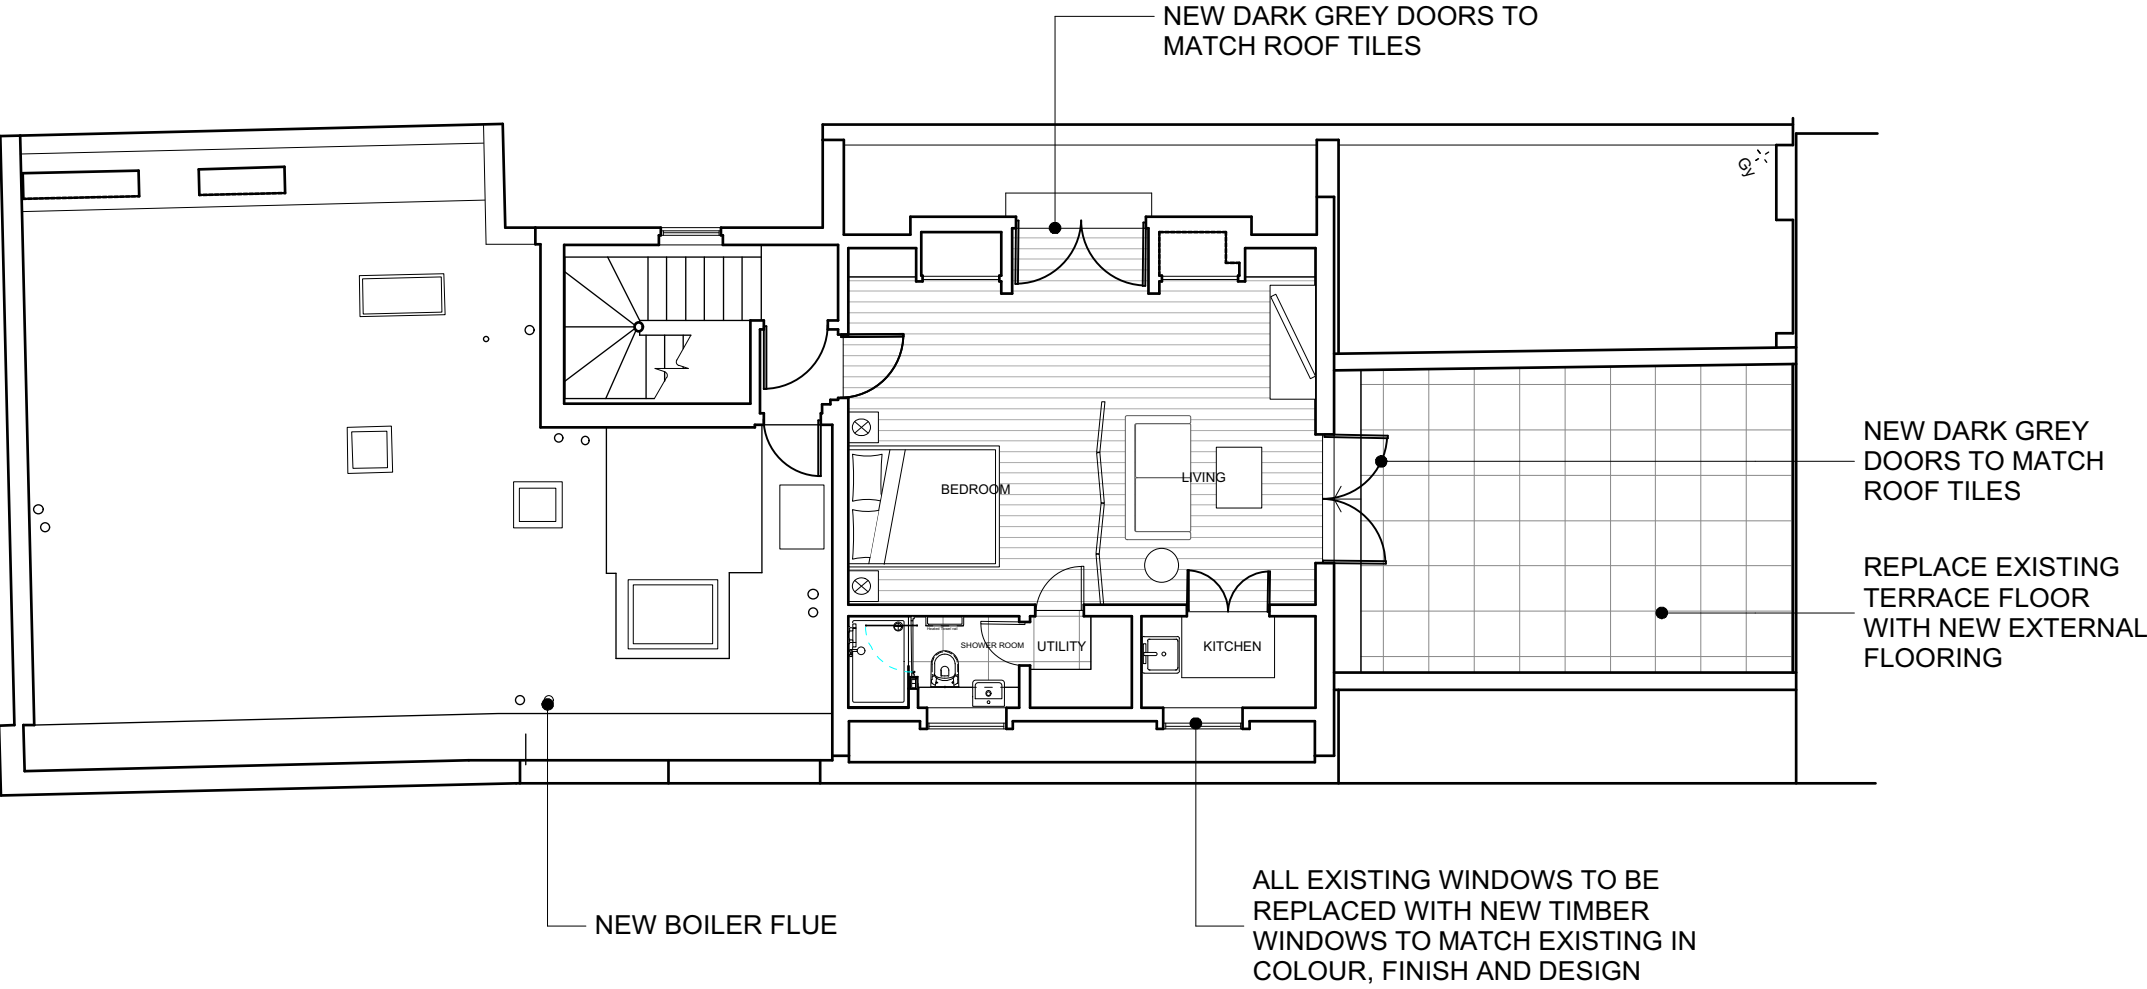 NEW DARK GREY DOORS TO
MATCH ROOF TILES
Gy
NEW DARK GREY
DOORS TO MATCH
ROOF TILES
BEDROOM
LIVING
REPLACE EXISTING
TERRACE FLOOR
WITH NEW EXTERNAL
FLOORING
SHOWER ROOM
UTILITY
KITCHEN
NEW BOILER FLUE
ALL EXISTING WINDOWS TO BE
REPLACED WITH NEW TIMBER
WINDOWS TO MATCH EXISTING IN
COLOUR, FINISH AND DESIGN